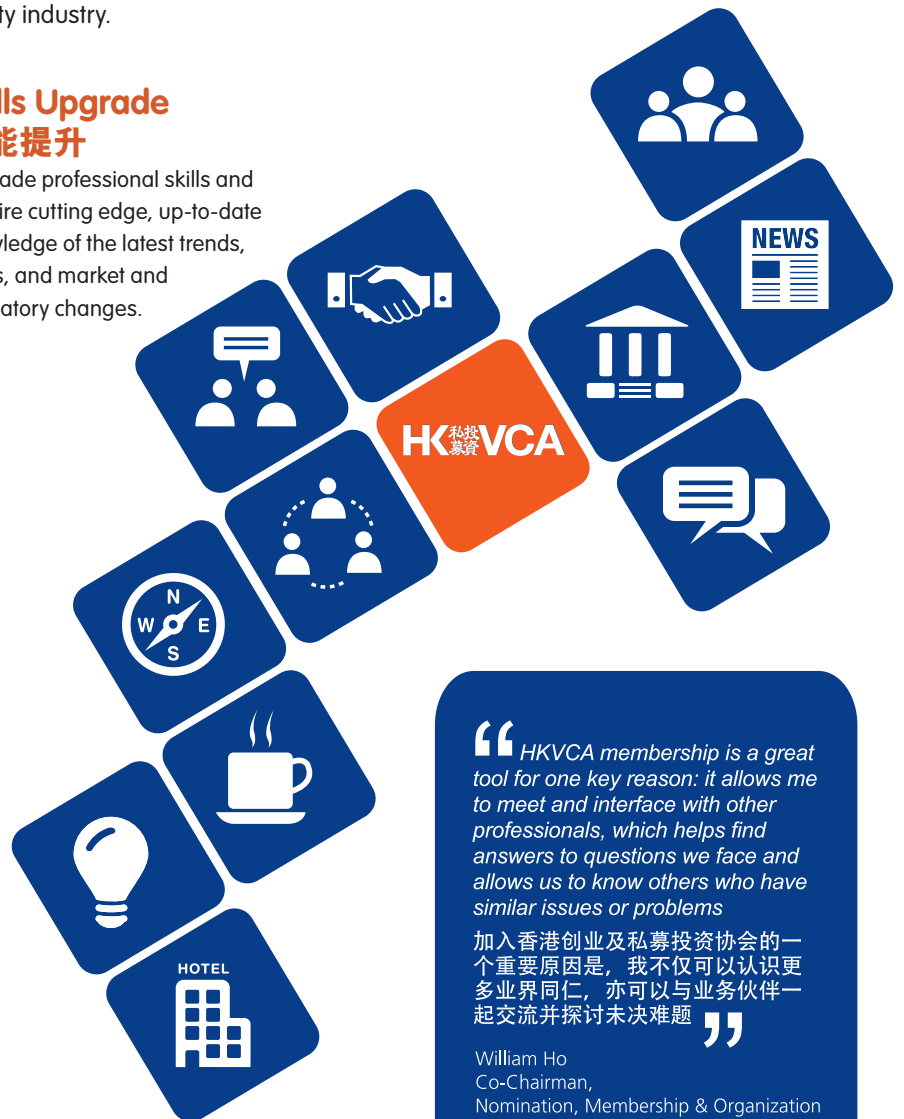 ty industry.
lls Upgrade
能提升
ade professional skills and
ire cutting edge, up-to-date
vledge of the latest trends,
s, and market and
atory changes.
NEWS
HK私募投資VCA
N
W E
S
HOTEL
“ HKVCA membership is a great
tool for one key reason: it allows me
to meet and interface with other
professionals, which helps find
answers to questions we face and
allows us to know others who have
similar issues or problems
加入香港创业及私募投资协会的一
个重要原因是，我不仅可以认识更
多业界同仁，亦可以与业务伙伴一
起交流并探讨未决难题 ”
William Ho
Co-Chairman,
Nomination, Membership & Organization